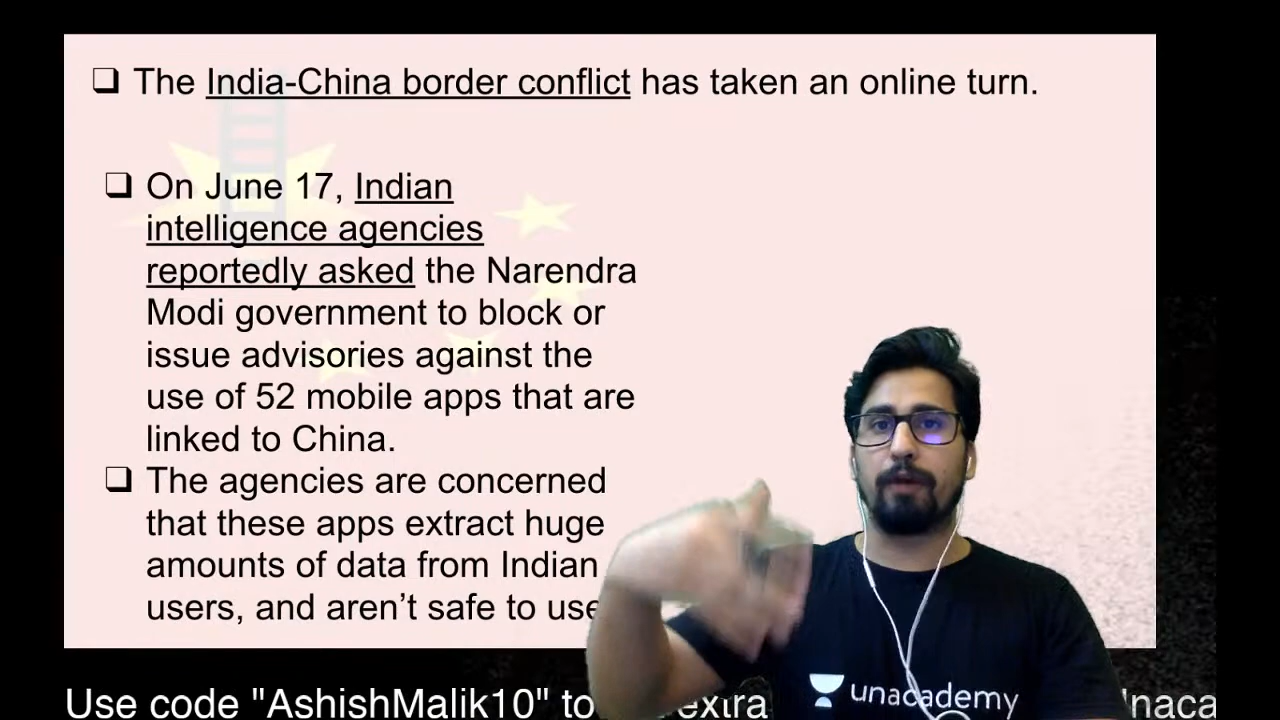 ❑ The India-China border conflict has taken an online turn.
❑ On June 17, Indian
intelligence agencies
reportedly asked the Narendra
Modi government to block or
issue advisories against the
use of 52 mobile apps that are
linked to China.
❑ The agencies are concerned
that these apps extract huge
amounts of data from Indian
users, and aren’t safe to use
unacademy
Use code "AshishMalik10" to extra